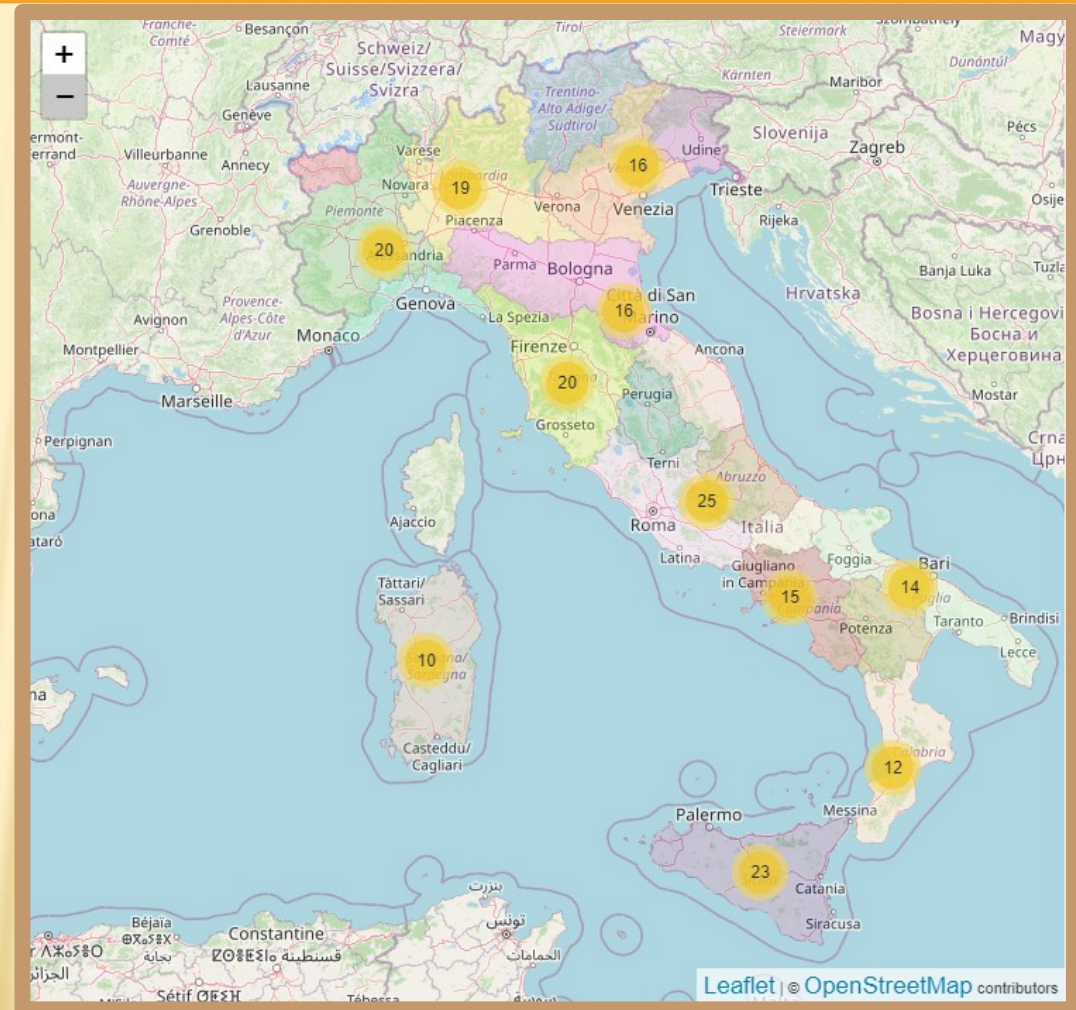 Franche-
Comté
Besançon
Tirol
Steiermark
Magy
+
−
Schweiz/
Suisse/Svizzera/
Svizra
Lausanne
Genève
Kärnten
Maribor
Dunántúl
Trentino-
Alto Adige/
Südtirol
Villeurbanne
Annecy
Auvergne-
Rhône-Alpes
Grenoble
Varese
Novara
19
Piemonte
Piacenza
Verona
16
Venezia
Udine
Slovenija
Trieste
Zagreb
Pécs
Rijeka
Osije
20
Genova
Parma
Bologna
La Spezia
Città di San
16
Hrvatska
Banja Luka
Tuzla
Bosna i Hercegovi
Босна и
Херцеговина
Mostar
Avignon
Provence-
Alpes-Côte
d'Azur
Monaco
Montpellier
Marseille
Perpignan
Firenze
20
Grosseto
Perugia
Ancona
Terni
Abruzzo
25
Roma
Italia
Latina
Ajaccio
Tàttari/
Sassari
10
Casteddu/
Cagliari
Giugliano
in Campania
15
Foggia
Bari
14
Potenza
Taranto
Brindisi
Lecce
Calabria
12
Messina
Palermo
23
Catania
Siracusa
بنزرت
تونس
الحمامات
Béjaïa
بجاية
Constantine
قسنطينة
Sétif
Tébessa
Leaflet | © OpenStreetMap contributors